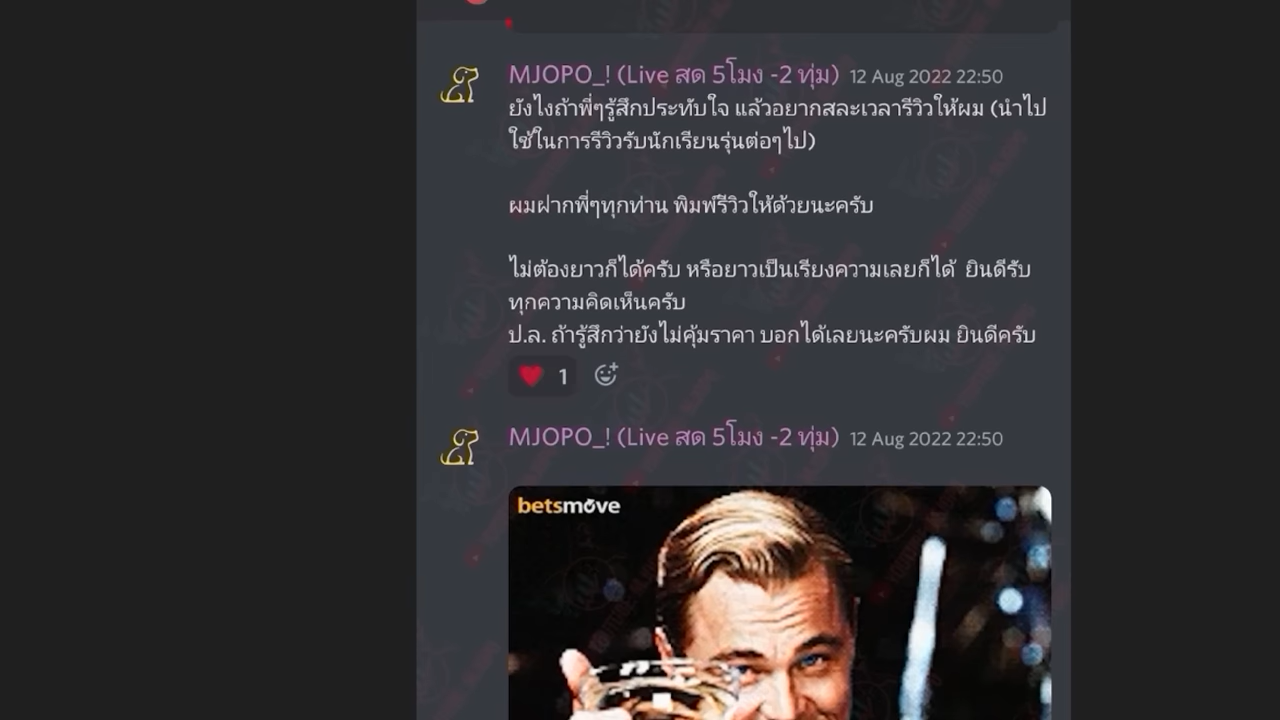 MJOPO_! (Live สด 5โมง -2 ทุ่ม) 12 Aug 2022 22:50
ยังไงถ้าพี่ๆรู้สึกประทับใจ แล้วอยากสละเวลารีวิวให้ผม (นำไป
ใช้ในการรีวิวรับนักเรียนรุ่นต่อๆไป)
ผมฝากพี่ๆทุกท่าน พิมพ์รีวิวให้ด้วยนะครับ
ไม่ต้องยาวก็ได้ครับ หรือยาวเป็นเรียงความเลยก็ได้ ยินดีรับ
ทุกความคิดเห็นครับ
ป.ล. ถ้ารู้สึกว่ายังไม่คุ้มราคา บอกได้เลยนะครับผม ยินดีครับ
1
MJOPO_! (Live สด 5โมง -2 ทุ่ม) 12 Aug 2022 22:50
betsmove